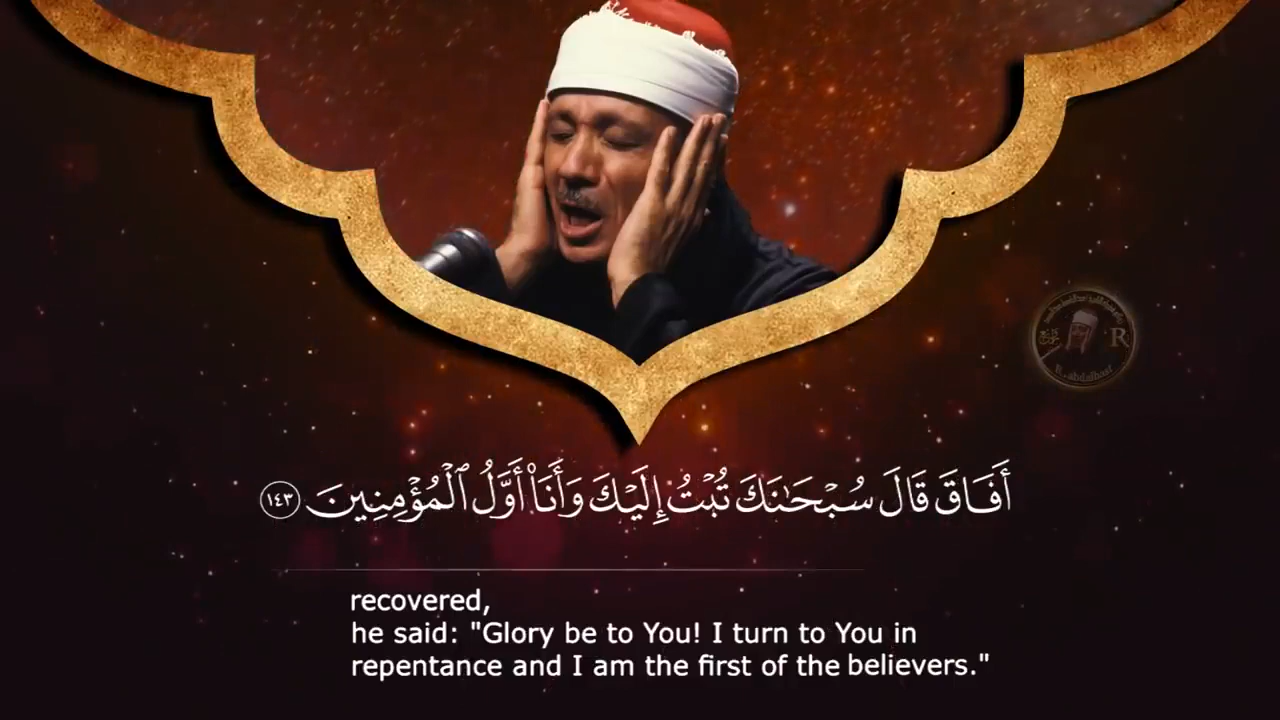 أَفَاقَ قَالَ سُبْحَـٰنَكَ تُبْتُ إِلَيْكَ وَأَنَا۠ أَوَّلُ ٱلْمُؤْمِنِينَ ١٤٣
recovered,
he said: "Glory be to You! I turn to You in
repentance and I am the first of the believers."
R